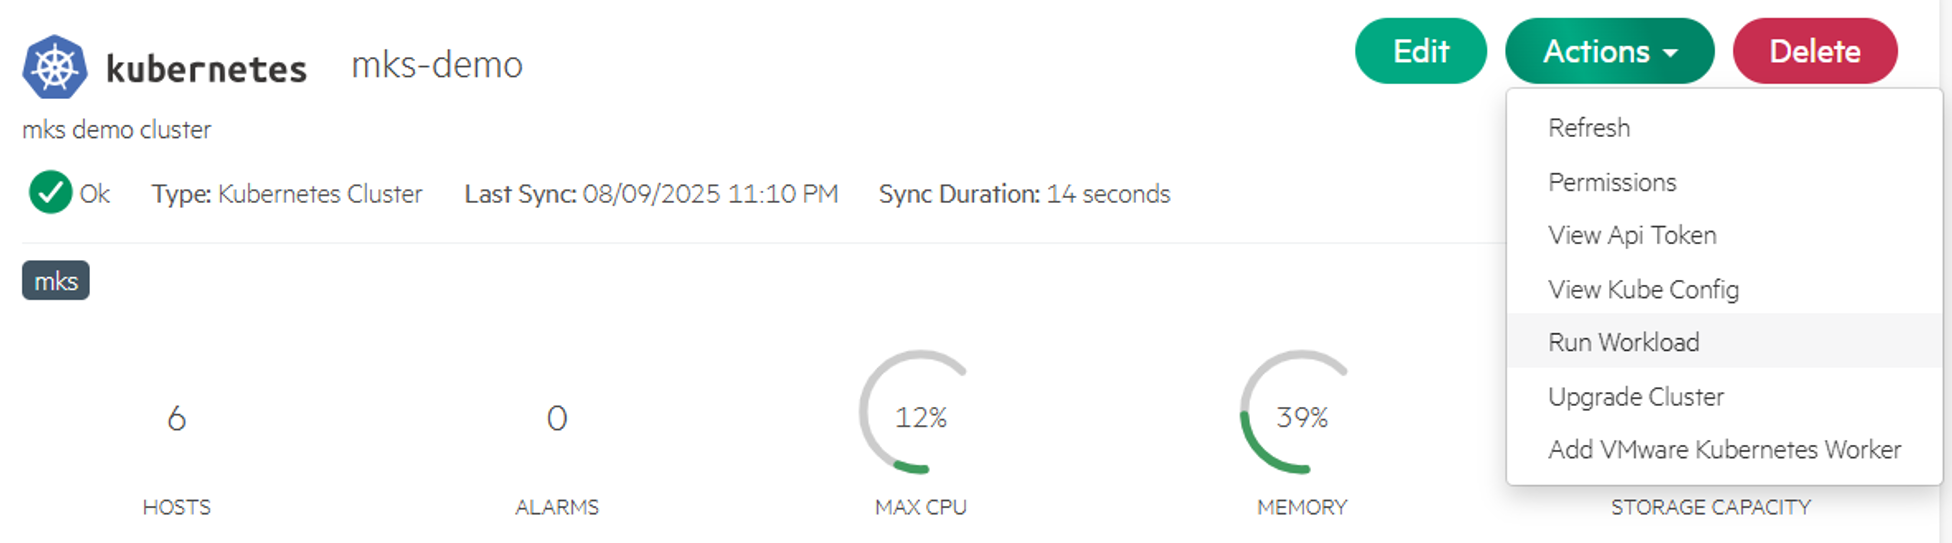 kubernetes mks-demo Edit Actions Delete
mks demo cluster
Refresh
Permissions
Ok Type: Kubernetes Cluster Last Sync: 08/09/2025 11:10 PM Sync Duration: 14 seconds
View Api Token
mks
View Kube Config
Run Workload
Upgrade Cluster
Add VMware Kubernetes Worker
6 0 12% 39%
HOSTS ALARMS MAX CPU MEMORY STORAGE CAPACITY